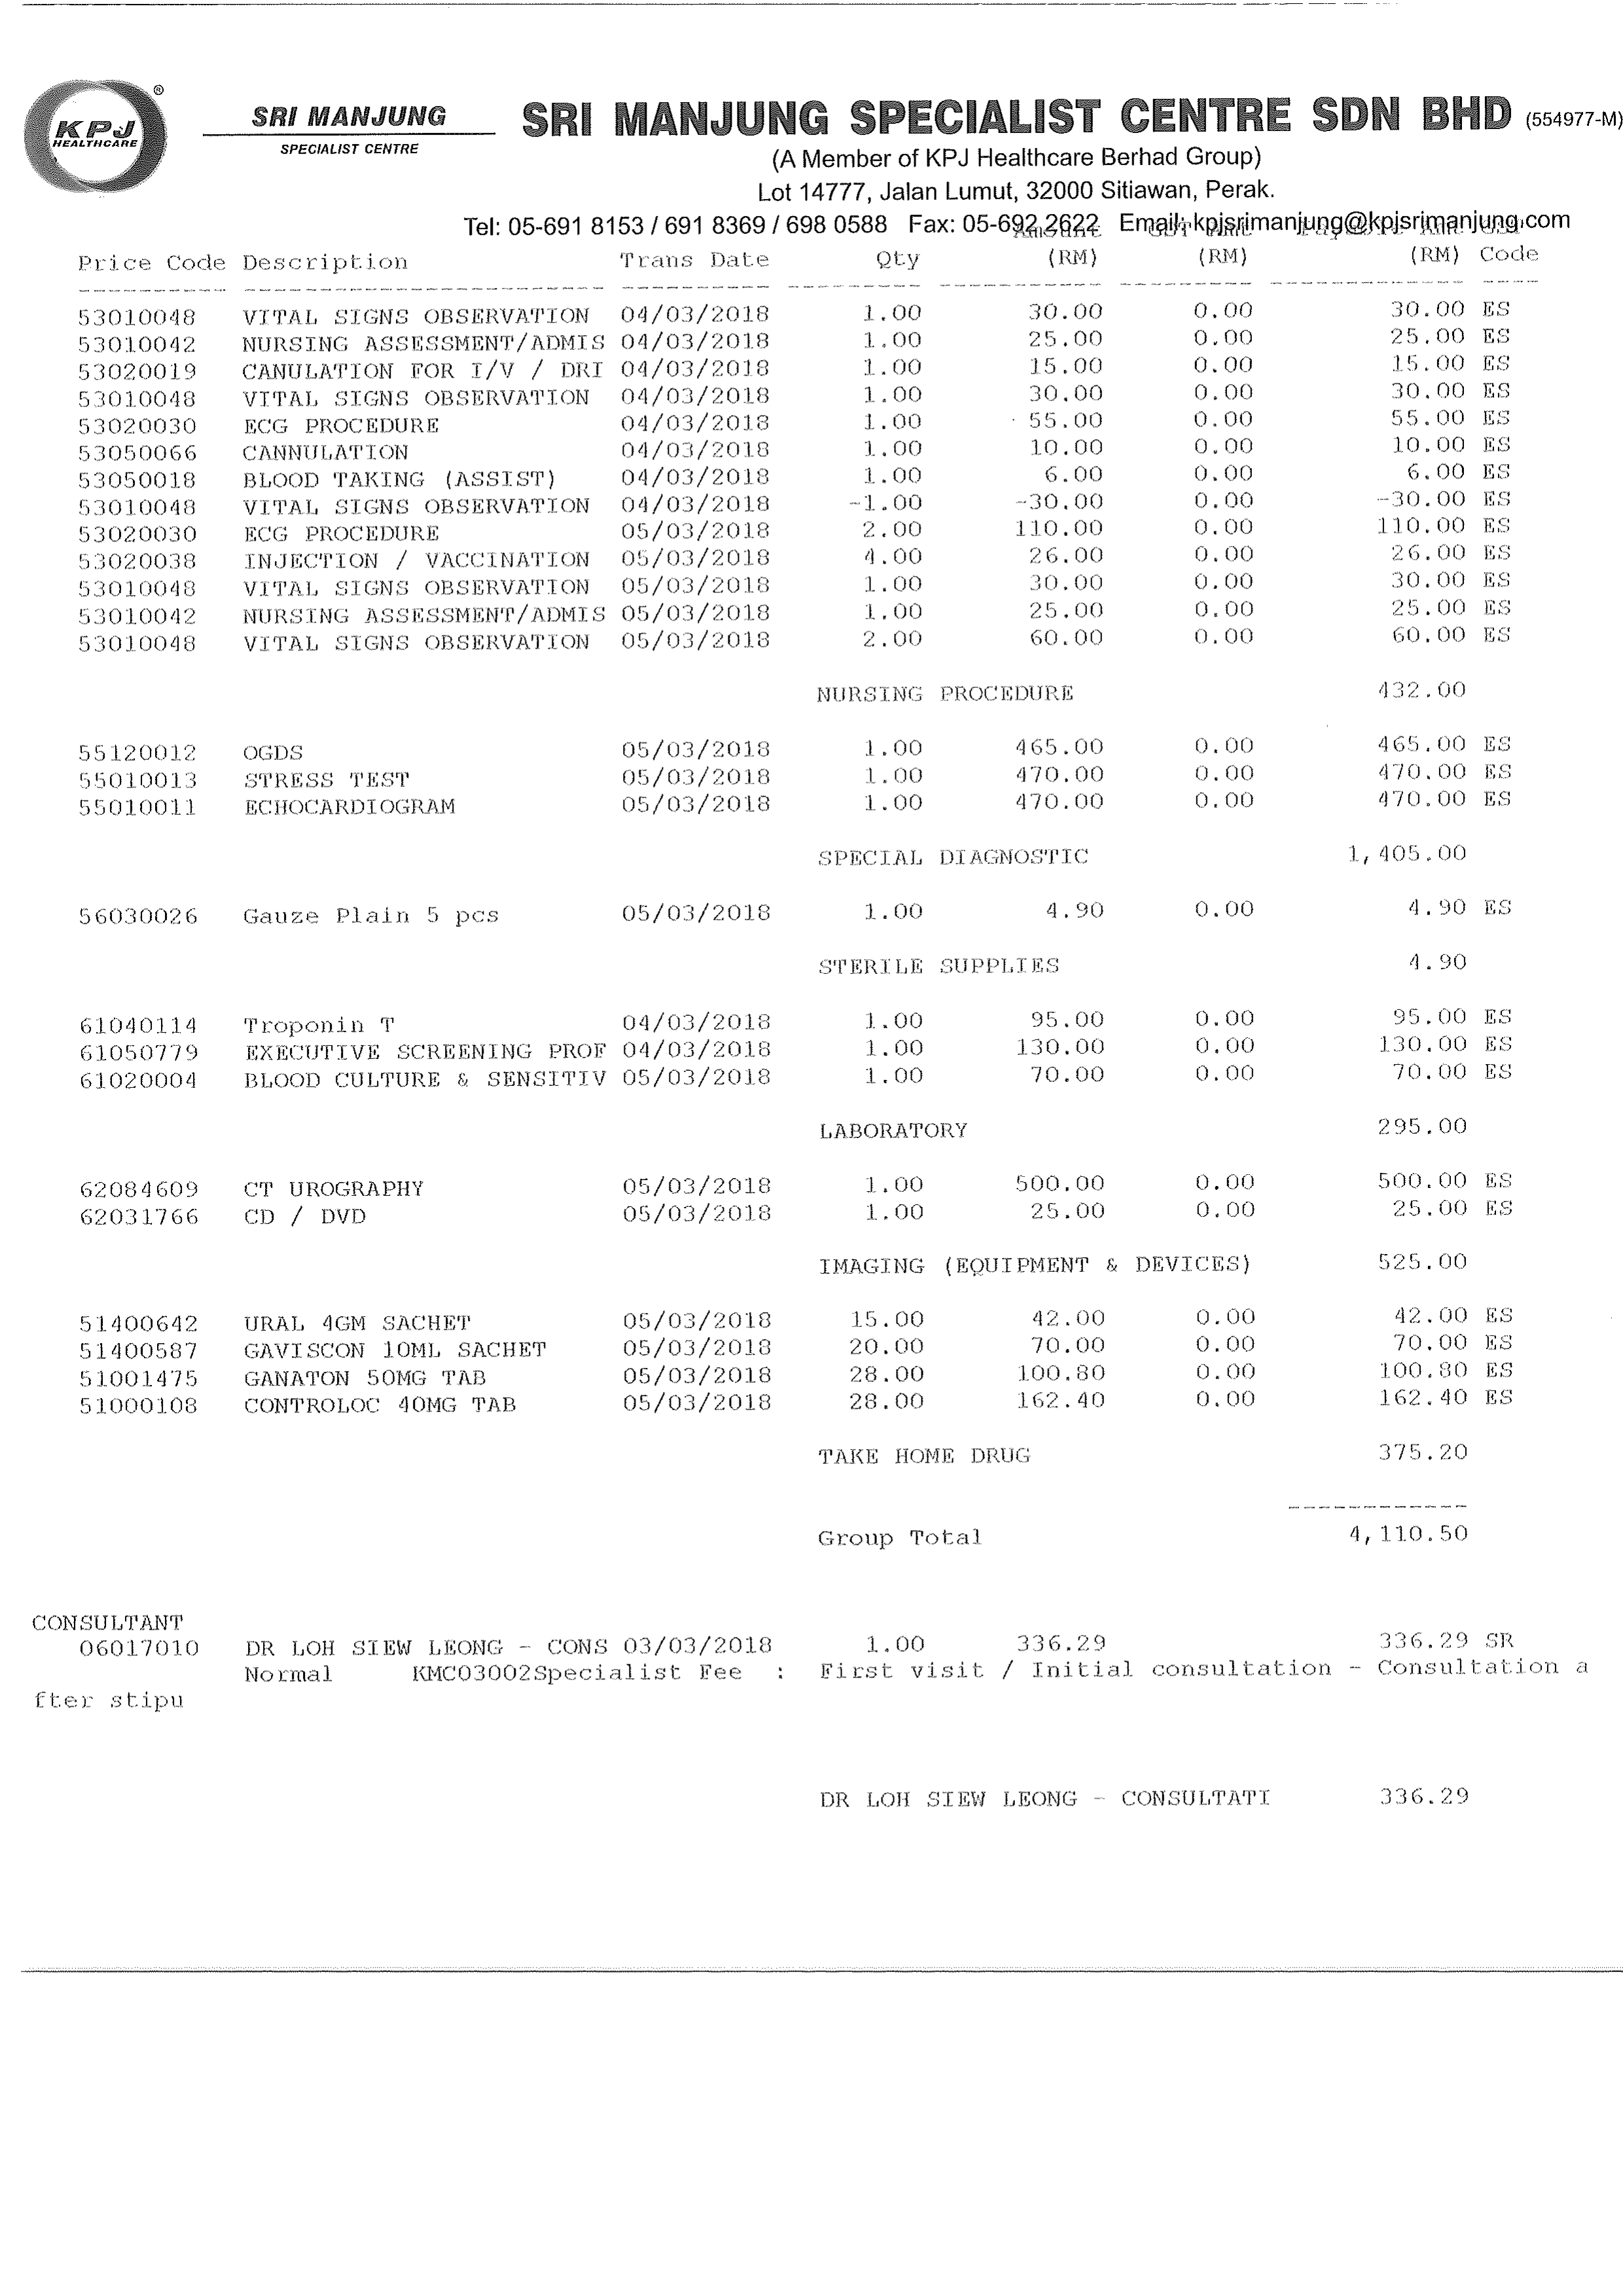 KPJ HEALTHCARE ®
SRI MANJUNG
SPECIALIST CENTRE
SRI MANJUNG SPECIALIST CENTRE SDN BHD (554977-M)
(A Member of KPJ Healthcare Berhad Group)
Lot 14777, Jalan Lumut, 32000 Sitiawan, Perak.
Tel: 05-691 8153 / 691 8369 / 698 0588 Fax: 05-692 2622 Email: kpjsrimanjung@kpjsrimanjung.com
Amount
Price Code Description Trans Date Qty (RM) (RM) (RM) Code
53010048 VITAL SIGNS OBSERVATION 04/03/2018 1.00 30.00 0.00 30.00 ES
53010042 NURSING ASSESSMENT/ADMIS 04/03/2018 1.00 25.00 0.00 25.00 ES
53020019 CANULATION FOR I/V / DRI 04/03/2018 1.00 15.00 0.00 15.00 ES
53010048 VITAL SIGNS OBSERVATION 04/03/2018 1.00 30.00 0.00 30.00 ES
53020030 ECG PROCEDURE 04/03/2018 1.00 55.00 0.00 55.00 ES
53050066 CANNULATION 04/03/2018 1.00 10.00 0.00 10.00 ES
53050018 BLOOD TAKING (ASSIST) 04/03/2018 1.00 6.00 0.00 6.00 ES
53010048 VITAL SIGNS OBSERVATION 04/03/2018 -1.00 -30.00 0.00 -30.00 ES
53020030 ECG PROCEDURE 05/03/2018 2.00 110.00 0.00 110.00 ES
53020038 INJECTION / VACCINATION 05/03/2018 4.00 26.00 0.00 26.00 ES
53010048 VITAL SIGNS OBSERVATION 05/03/2018 1.00 30.00 0.00 30.00 ES
53010042 NURSING ASSESSMENT/ADMIS 05/03/2018 1.00 25.00 0.00 25.00 ES
53010048 VITAL SIGNS OBSERVATION 05/03/2018 2.00 60.00 0.00 60.00 ES
NURSING PROCEDURE 432.00
55120012 OGDS 05/03/2018 1.00 465.00 0.00 465.00 ES
55010013 STRESS TEST 05/03/2018 1.00 470.00 0.00 470.00 ES
55010011 ECHOCARDIOGRAM 05/03/2018 1.00 470.00 0.00 470.00 ES
SPECIAL DIAGNOSTIC 1,405.00
56030026 Gauze Plain 5 pcs 05/03/2018 1.00 4.90 0.00 4.90 ES
STERILE SUPPLIES 4.90
61040114 Troponin T 04/03/2018 1.00 95.00 0.00 95.00 ES
61050779 EXECUTIVE SCREENING PROF 04/03/2018 1.00 130.00 0.00 130.00 ES
61020004 BLOOD CULTURE & SENSITIV 05/03/2018 1.00 70.00 0.00 70.00 ES
LABORATORY 295.00
62084609 CT UROGRAPHY 05/03/2018 1.00 500.00 0.00 500.00 ES
62031766 CD / DVD 05/03/2018 1.00 25.00 0.00 25.00 ES
IMAGING (EQUIPMENT & DEVICES) 525.00
51400642 URAL 4GM SACHET 05/03/2018 15.00 42.00 0.00 42.00 ES
51400587 GAVISCON 10ML SACHET 05/03/2018 20.00 70.00 0.00 70.00 ES
51001475 GANATON 50MG TAB 05/03/2018 28.00 100.80 0.00 100.80 ES
51000108 CONTROLOC 40MG TAB 05/03/2018 28.00 162.40 0.00 162.40 ES
TAKE HOME DRUG 375.20
Group Total 4,110.50
CONSULTANT
06017010 DR LOH SIEW LEONG - CONS 03/03/2018 1.00 336.29 336.29 SR
Normal KMC03002Specialist Fee : First visit / Initial consultation - Consultation a
fter stipu
DR LOH SIEW LEONG - CONSULTATI 336.29